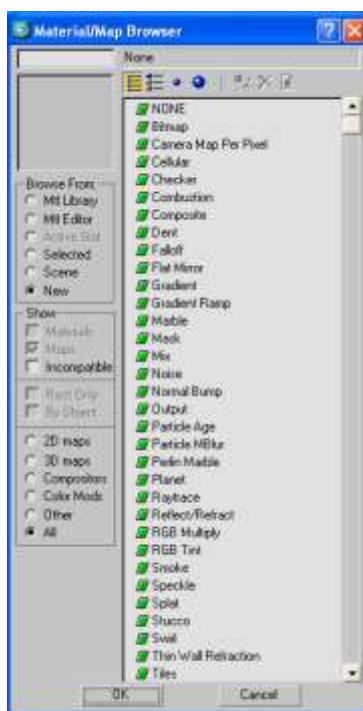 Material/Map Browser
None
Browse From:
Mtl Library
Mtl Editor
Active Slot
Selected
Scene
New
Show
Materials
Maps
Incompatible
Root Only
By Object
2D maps
3D maps
Compositors
Color Mods
Other
All
NONE
Bitmap
Camera Map Per Pixel
Cellular
Checker
Combustion
Composite
Dent
Falloff
Flat Mirror
Gradient
Gradient Ramp
Marble
Mask
Mix
Noise
Normal Bump
Output
Particle Age
Particle MBlur
Perlin Marble
Planet
Raytrace
Reflect/Refract
RGB Multiply
RGB Tint
Smoke
Speckle
Splat
Stucco
Swirl
Thin Wall Refraction
Tiles
OK
Cancel